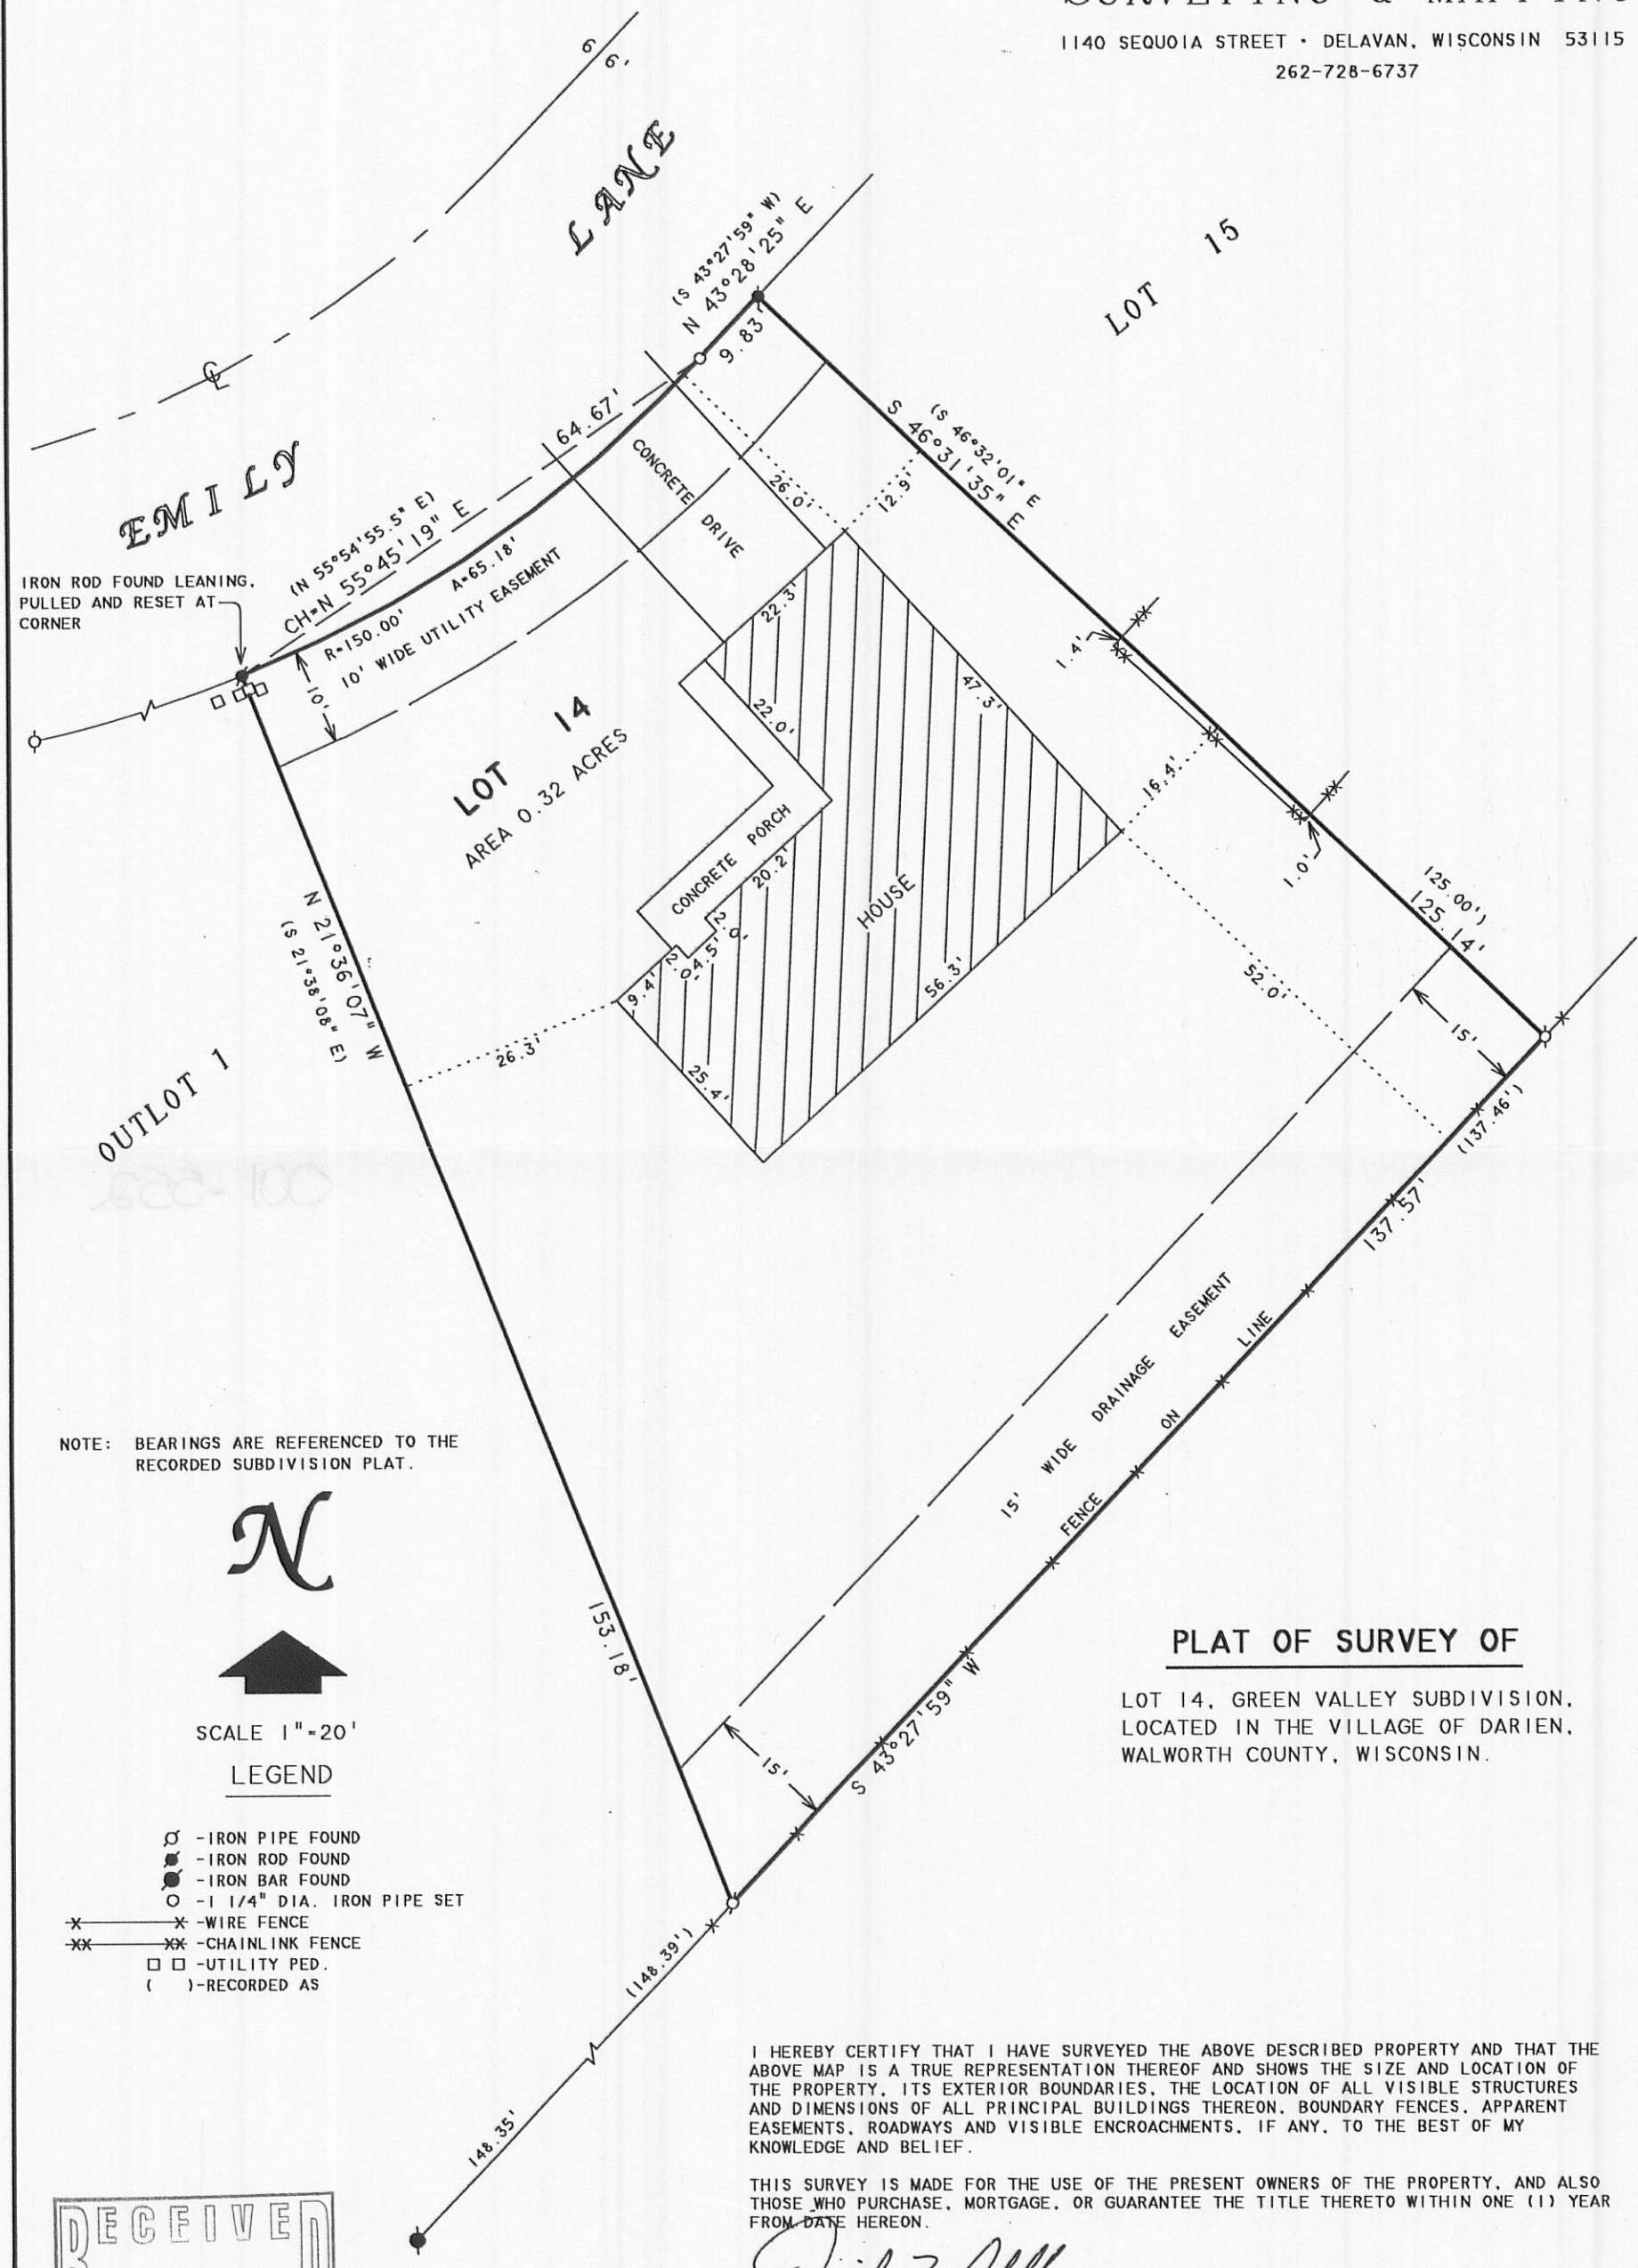 1140 SEQUOIA STREET • DELAVAN, WISCONSIN 53115
262-728-6737
66'
EMILY LANE
LOT 15
(S 43°27'59" W)
N 43°28'25" E
9.83'
64.67'
(N 55°54'55.5" E)
CH=N 55°45'19" E
R=150.00' A=65.18'
10' WIDE UTILITY EASEMENT
10'
IRON ROD FOUND LEANING,
PULLED AND RESET AT
CORNER
CONCRETE
DRIVE
26.0'
12.9'
(S 46°32'01" E
S 46°31'35" E
1.4'
1.0'
16.4'
22.3'
22.0'
47.3'
LOT 14
AREA 0.32 ACRES
CONCRETE PORCH
20.2'
2.0'
4.5'
2.0'
9.4'
25.4'
56.3'
HOUSE
26.3'
52.0'
125.00')
125.14'
15'
(137.46')
137.57'
N 21°36'07" W
(S 21°38'08" E)
OUTLOT 1
153.18'
15' WIDE DRAINAGE EASEMENT
FENCE ON LINE
S 43°27'59" W
15'
(148.39')
148.35'
NOTE: BEARINGS ARE REFERENCED TO THE
RECORDED SUBDIVISION PLAT.
N
SCALE 1"=20'
LEGEND
-IRON PIPE FOUND
-IRON ROD FOUND
-IRON BAR FOUND
-1 1/4" DIA. IRON PIPE SET
X X -WIRE FENCE
XX XX -CHAINLINK FENCE
-UTILITY PED.
( )-RECORDED AS
PLAT OF SURVEY OF
LOT 14, GREEN VALLEY SUBDIVISION,
LOCATED IN THE VILLAGE OF DARIEN,
WALWORTH COUNTY, WISCONSIN.
I HEREBY CERTIFY THAT I HAVE SURVEYED THE ABOVE DESCRIBED PROPERTY AND THAT THE
ABOVE MAP IS A TRUE REPRESENTATION THEREOF AND SHOWS THE SIZE AND LOCATION OF
THE PROPERTY, ITS EXTERIOR BOUNDARIES, THE LOCATION OF ALL VISIBLE STRUCTURES
AND DIMENSIONS OF ALL PRINCIPAL BUILDINGS THEREON, BOUNDARY FENCES, APPARENT
EASEMENTS, ROADWAYS AND VISIBLE ENCROACHMENTS, IF ANY, TO THE BEST OF MY
KNOWLEDGE AND BELIEF.
THIS SURVEY IS MADE FOR THE USE OF THE PRESENT OWNERS OF THE PROPERTY, AND ALSO
THOSE WHO PURCHASE, MORTGAGE, OR GUARANTEE THE TITLE THERETO WITHIN ONE (1) YEAR
FROM DATE HEREON.
RECEIVED